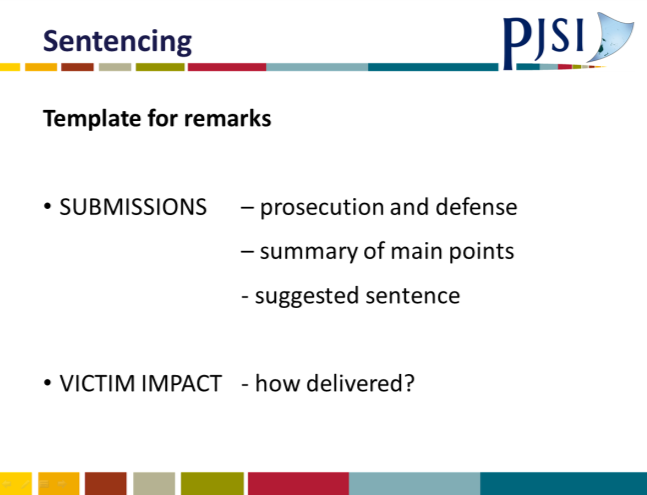 Sentencing
PJSI
Template for remarks
• SUBMISSIONS – prosecution and defense
– summary of main points
- suggested sentence
• VICTIM IMPACT - how delivered?